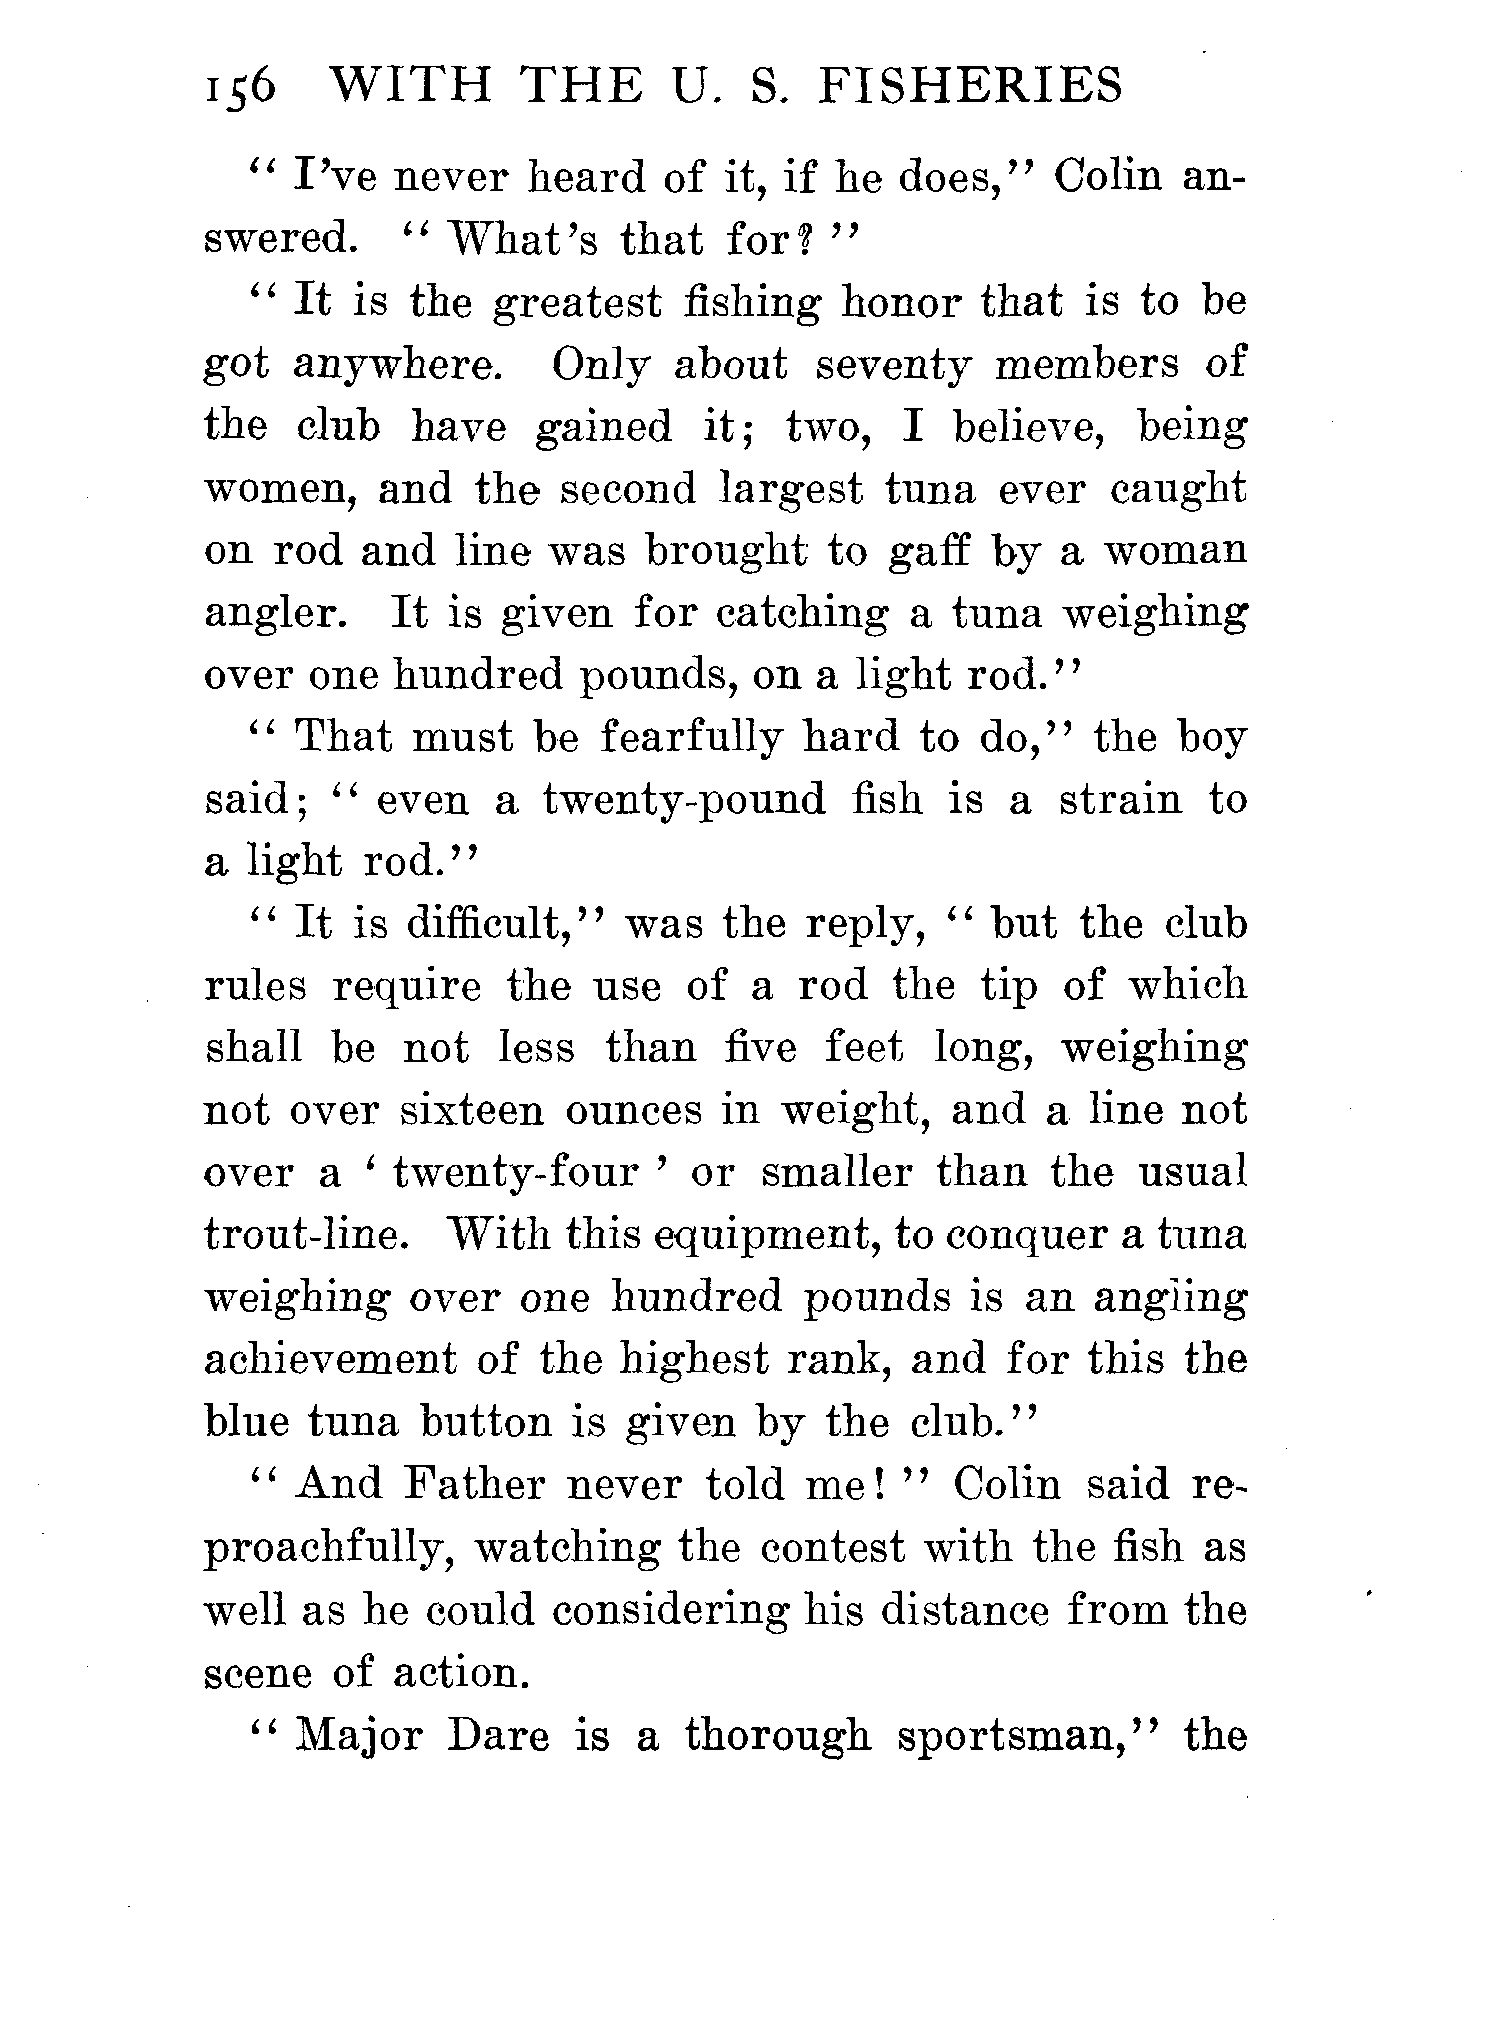 156 WITH THE U. S. FISHERIES
" I've never heard of it, if he does," Colin an-
swered. " What's that for? "
" It is the greatest fishing honor that is to be
got anywhere. Only about seventy members of
the club have gained it; two, I believe, being
women, and the second largest tuna ever caught
on rod and line was brought to gaff by a woman
angler. It is given for catching a tuna weighing
over one hundred pounds, on a light rod."
" That must be fearfully hard to do," the boy
said; " even a twenty-pound fish is a strain to
a light rod."
" It is difficult," was the reply, " but the club
rules require the use of a rod the tip of which
shall be not less than five feet long, weighing
not over sixteen ounces in weight, and a line not
over a ' twenty-four ' or smaller than the usual
trout-line. With this equipment, to conquer a tuna
weighing over one hundred pounds is an angling
achievement of the highest rank, and for this the
blue tuna button is given by the club."
" And Father never told me! " Colin said re-
proachfully, watching the contest with the fish as
well as he could considering his distance from the
scene of action.
" Major Dare is a thorough sportsman," the